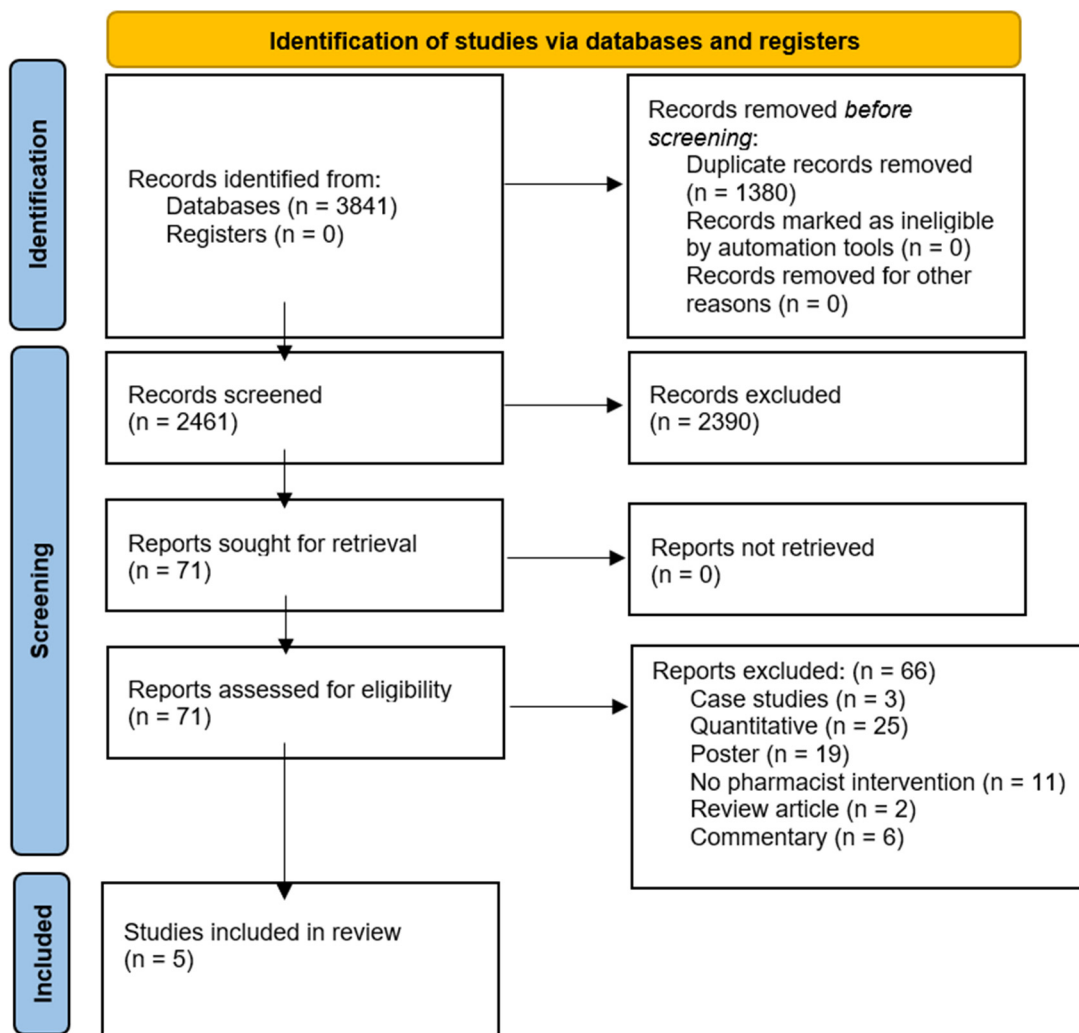 Identification of studies via databases and registers
Identification
Records identified from:
Databases (n = 3841)
Registers (n = 0)
Records removed before
screening:
Duplicate records removed
(n = 1380)
Records marked as ineligible
by automation tools (n = 0)
Records removed for other
reasons (n = 0)
Screening
Records screened
(n = 2461)
Records excluded
(n = 2390)
Reports sought for retrieval
(n = 71)
Reports not retrieved
(n = 0)
Reports assessed for eligibility
(n = 71)
Reports excluded: (n = 66)
Case studies (n = 3)
Quantitative (n = 25)
Poster (n = 19)
No pharmacist intervention (n = 11)
Review article (n = 2)
Commentary (n = 6)
Included
Studies included in review
(n = 5)